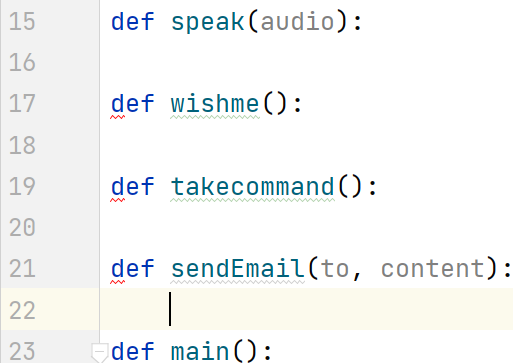 15 def speak(audio):
16
17 def wishme():
18
19 def takecommand():
20
21 def sendEmail(to, content):
22
23 def main():